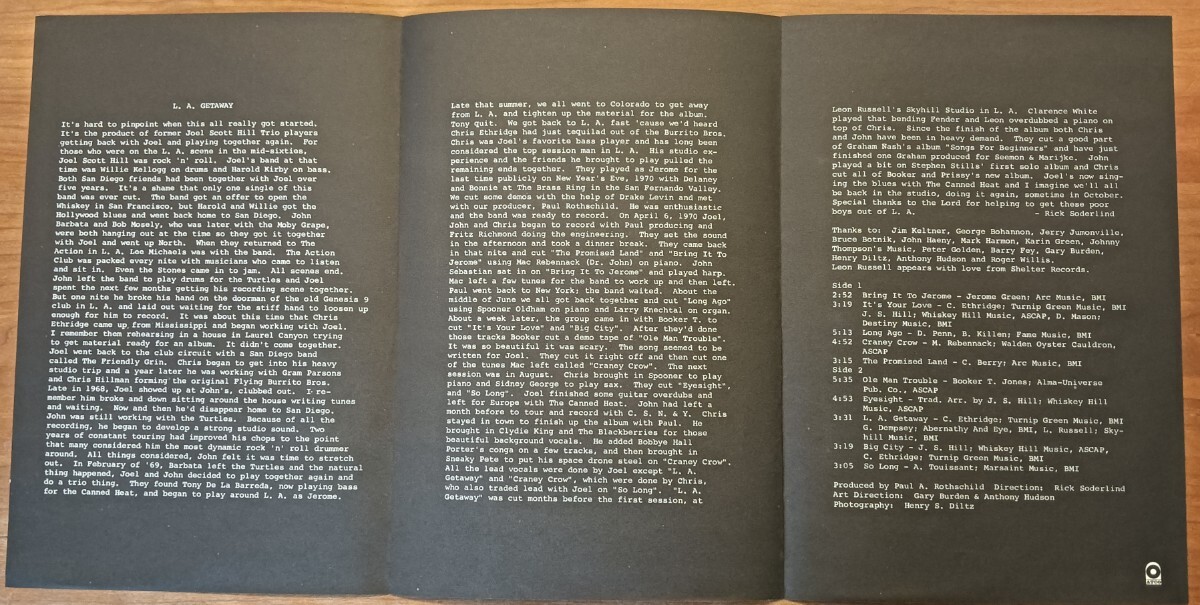 L. A. GETAWAY
It's hard to pinpoint when this all really got started.
It's the product of former Joel Scott Hill Trio players
getting back with Joel and playing together again. For
those who were on the L. A. scene in the mid-sixties,
Joel Scott Hill was rock 'n' roll. Joel's band at that
time was Willie Kellogg on drums and Harold Kirby on bass.
Both San Diego friends had been together with Joel over
five years. It's a shame that only one single of this
band was ever cut. The band got an offer to open the
Whiskey in San Francisco, but Harold and Willie got the
Hollywood blues and went back home to San Diego. John
Barbata and Bob Mosely, who was later with the Moby Grape,
were both hanging out at the time so they got it together
with Joel and went up North. When they returned to The
Action in L. A. Lee Michaels was with the band. The Action
Club was packed every nite with musicians who came to listen
and sit in. Even the Stones came in to jam. All scenes end.
John left the band to play drums for the Turtles and Joel
spent the next few months getting his recording scene together.
But one nite he broke his hand on the doorman of the old Genesis 9
club in L. A. and laid out waiting for the stiff hand to loosen up
enough for him to record. It was about this time that Chris
Ethridge came up from Mississippi and began working with Joel.
I remember them rehearsing in a house in Laurel Canyon trying
to get material ready for an album. It didn't come together.
Joel went back to the club circuit with a San Diego band
called The Friendly Grin. Chris began to get into his heavy
studio trip and a year later he was working with Gram Parsons
and Chris Hillman forming the original Flying Burrito Bros.
Late in 1968, Joel showed up at John's, clubbed out. I re-
member him broke and down sitting around the house writing tunes
and waiting. Now and then he'd disappear home to San Diego.
John was still working with the Turtles. Because of all the
recording, he began to develop a strong studio sound. Two
years of constant touring had improved his chops to the point
that many considered him the most dynamic rock 'n' roll drummer
around. All things considered, John felt it was time to stretch
out. In February of '69, Barbata left the Turtles and the natural
thing happened, Joel and John decided to play together again and
do a trio thing. They found Tony De La Barreda, now playing bass
for the Canned Heat, and began to play around L. A. as Jerome.
Late that summer, we all went to Colorado to get away
from L. A. and tighten up the material for the album.
Tony quit. We got back to L. A. fast 'cause we'd heard
Chris Ethridge had just tequilad out of the Burrito Bros.
Chris was Joel's favorite bass player and has long been
considered the top session man in L. A. His studio ex-
perience and the friends he brought to play pulled the
remaining ends together. They played as Jerome for the
last time publicly on New Year's Eve, 1970 with Delaney
and Bonnie at The Brass Ring in the San Fernando Valley.
We cut some demos with the help of Drake Levin and met
with our producer, Paul Rothschild. He was enthusiastic
and the band was ready to record. On April 6, 1970 Joel,
John and Chris began to record with Paul producing and
Fritz Richmond doing the engineering. They set the sound
in the afternoon and took a dinner break. They came back
in that nite and cut "The Promised Land" and "Bring It To
Jerome" using Mac Rebennack (Dr. John) on piano. John
Sebastian sat in on "Bring It To Jerome" and played harp.
Mac left a few tunes for the band to work up and then left.
Paul went back to New York; the band waited. About the
middle of June we all got back together and cut "Long Ago"
using Spooner Oldham on piano and Larry Knechtal on organ.
About a week later, the group came in with Booker T. to
cut "It's Your Love" and "Big City". After they'd done
those tracks Booker cut a demo tape of "Ole Man Trouble".
It was so beautiful it was scary. The song seemed to be
written for Joel. They cut it right off and then cut one
of the tunes Mac left called "Craney Crow". The next
session was in August. Chris brought in Spooner to play
piano and Sidney George to play sax. They cut "Eyesight",
and "So Long". Joel finished some guitar overdubs and
left for Europe with The Canned Heat. John had left a
month before to tour and record with C. S. N. & Y. Chris
stayed in town to finish up the album with Paul. He
brought in Clydie King and The Blackberries for those
beautiful background vocals. He added Bobbye Hall
Porter's conga on a few tracks, and then brought in
Sneaky Pete to put his space drone steel on "Craney Crow".
All the lead vocals were done by Joel except "L. A.
Getaway" and "Craney Crow", which were done by Chris,
who also traded lead with Joel on "So Long". "L. A.
Getaway" was cut months before the first session, at
Leon Russell's Skyhill Studio in L. A. Clarence White
played that bending Fender and Leon overdubbed a piano on
top of Chris. Since the finish of the album both Chris
and John have been in heavy demand. They cut a good part
of Graham Nash's album "Songs For Beginners" and have just
finished one Graham produced for Seemon & Marijke. John
played a bit on Stephen Stills' first solo album and Chris
cut all of Booker and Prissy's new album. Joel's now sing-
ing the blues with The Canned Heat and I imagine we'll all
be back in the studio, doing it again, sometime in October.
Special thanks to the Lord for helping to get these poor
boys out of L. A. - Rick Soderlind
Thanks to: Jim Keltner, George Bohannon, Jerry Jumonville,
Bruce Botnik, John Haeny, Mark Harmon, Karin Green, Johnny
Thompson's Music, Peter Golden, Barry Fey, Gary Burden,
Henry Diltz, Anthony Hudson and Roger Willis.
Leon Russell appears with love from Shelter Records.
Side 1
2:52 Bring It To Jerome - Jerome Green; Arc Music, BMI
3:19 It's Your Love - C. Ethridge; Turnip Green Music, BMI
J. S. Hill; Whiskey Hill Music, ASCAP, D. Mason;
Destiny Music, BMI
5:13 Long Ago - D. Penn, B. Killen; Fame Music, BMI
4:52 Craney Crow - M. Rebennack; Walden Oyster Cauldron,
ASCAP
3:15 The Promised Land - C. Berry; Arc Music, BMI
Side 2
5:35 Ole Man Trouble - Booker T. Jones; Alma-Universe
Pub. Co., ASCAP
4:53 Eyesight - Trad. Arr. by J. S. Hill; Whiskey Hill
Music, ASCAP
3:31 L. A. Getaway - C. Ethridge; Turnip Green Music, BMI
G. Dempsey; Abernathy And Eye, BMI, L. Russell; Sky-
hill Music, BMI
3:19 Big City - J. S. Hill; Whiskey Hill Music, ASCAP,
C. Ethridge; Turnip Green Music, BMI
3:05 So Long - A. Touissant; Marsaint Music, BMI
Produced by Paul A. Rothschild Direction: Rick Soderlind
Art Direction: Gary Burden & Anthony Hudson
Photography: Henry S. Diltz